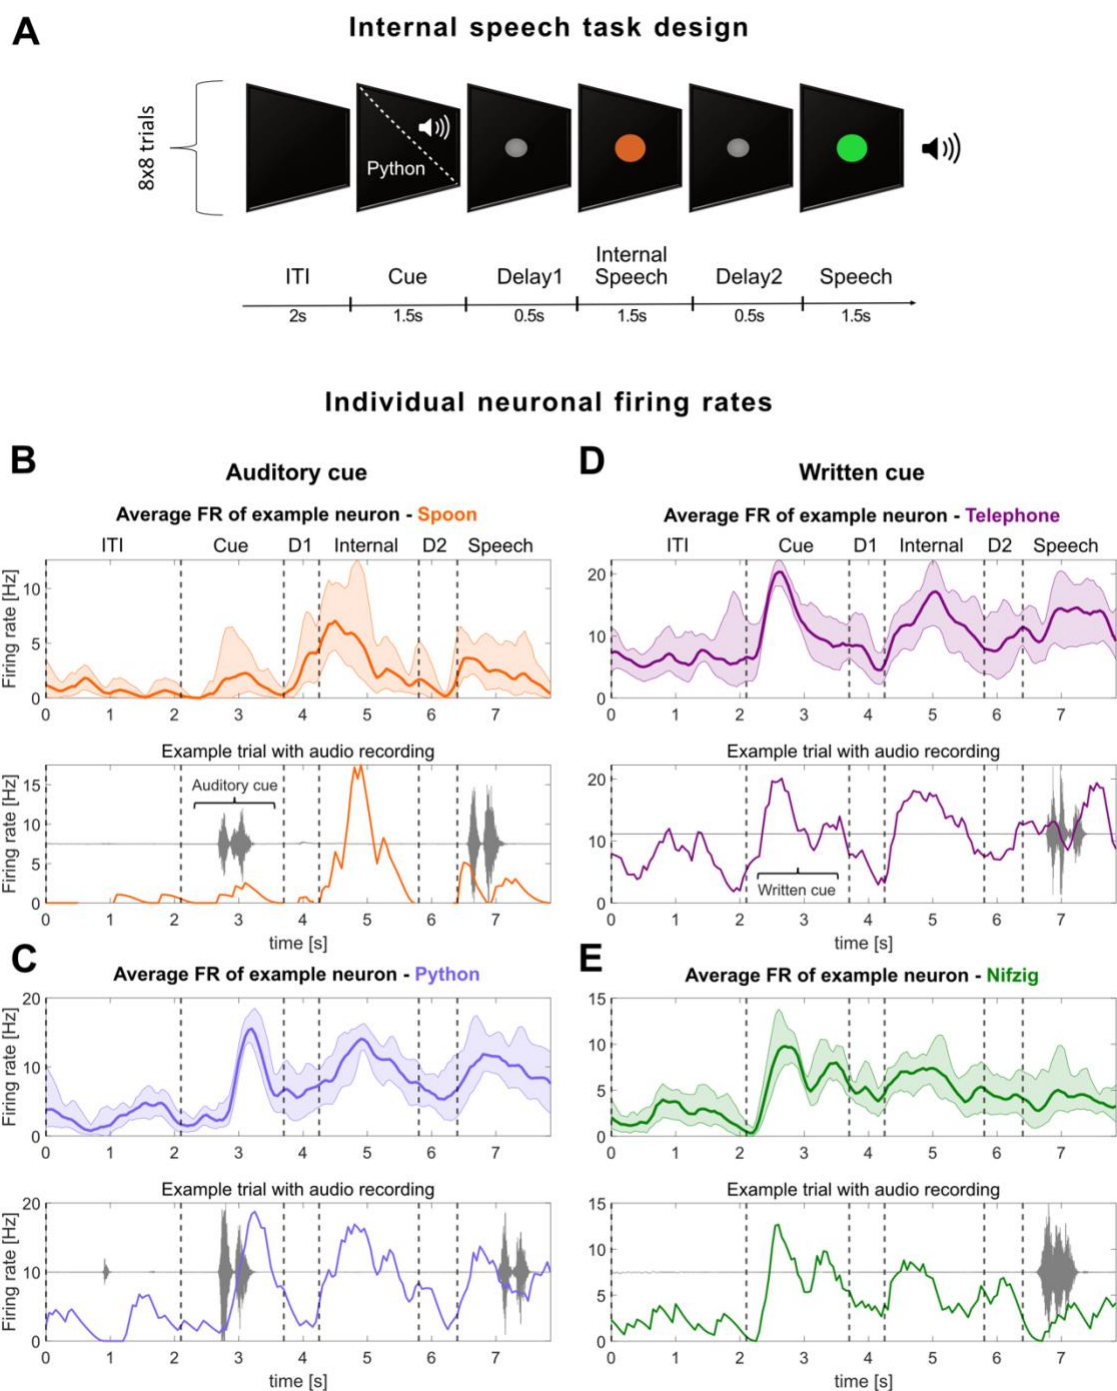 A
Internal speech task design
8x8 trials
Python
ITI
Cue
Delay1
Internal
Speech
Delay2
Speech
2s
1.5s
0.5s
1.5s
0.5s
1.5s
Individual neuronal firing rates
B
Auditory cue
Average FR of example neuron - Spoon
ITI Cue D1 Internal D2 Speech
Firing rate [Hz]
10
5
0
0 1 2 3 4 5 6 7
Example trial with audio recording
Auditory cue
Firing rate [Hz]
15
10
5
0
0 1 2 3 4 5 6 7
time [s]
C
Average FR of example neuron - Python
Firing rate [Hz]
20
10
0
0 1 2 3 4 5 6 7
Example trial with audio recording
Firing rate [Hz]
20
10
0
0 1 2 3 4 5 6 7
time [s]
D
Written cue
Average FR of example neuron - Telephone
ITI Cue D1 Internal D2 Speech
20
10
0
0 1 2 3 4 5 6 7
Example trial with audio recording
Written cue
20
10
0
0 1 2 3 4 5 6 7
time [s]
E
Average FR of example neuron - Nifzig
15
10
5
0
0 1 2 3 4 5 6 7
Example trial with audio recording
15
10
5
0
0 1 2 3 4 5 6 7
time [s]